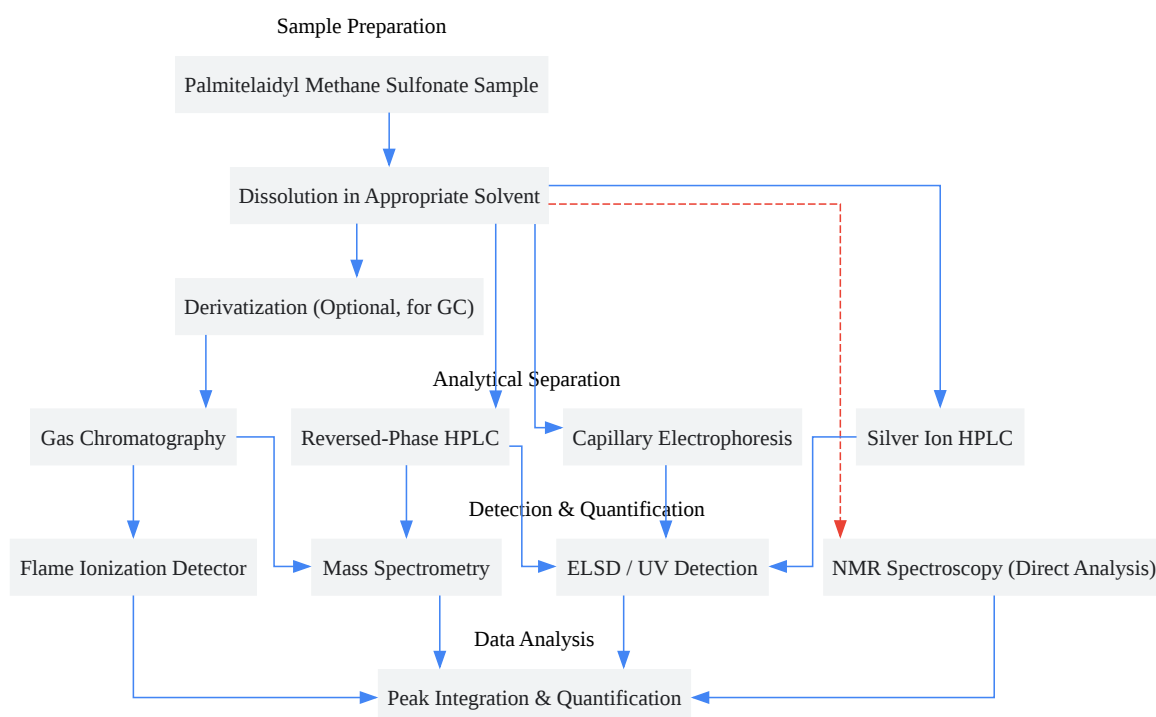 Sample Preparation
Palmitelaidyl Methane Sulfonate Sample
Dissolution in Appropriate Solvent
Derivatization (Optional, for GC)
Analytical Separation
Gas Chromatography
Reversed-Phase HPLC
Capillary Electrophoresis
Silver Ion HPLC
Detection & Quantification
Flame Ionization Detector
Mass Spectrometry
ELSD / UV Detection
NMR Spectroscopy (Direct Analysis)
Data Analysis
Peak Integration & Quantification